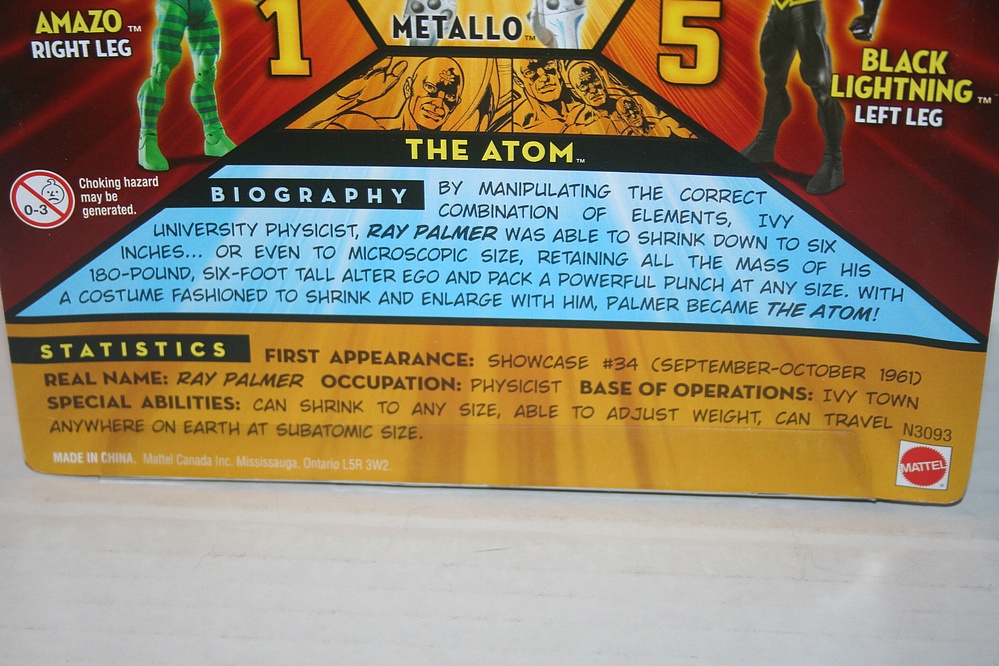 AMAZO™
RIGHT LEG
1
METALLO™
5
BLACK
LIGHTNING™
LEFT LEG
THE ATOM™
0-3
Choking hazard
may be
generated.
BIOGRAPHY BY MANIPULATING THE CORRECT
COMBINATION OF ELEMENTS, IVY
UNIVERSITY PHYSICIST, RAY PALMER WAS ABLE TO SHRINK DOWN TO SIX
INCHES... OR EVEN TO MICROSCOPIC SIZE, RETAINING ALL THE MASS OF HIS
180-POUND, SIX-FOOT TALL ALTER EGO AND PACK A POWERFUL PUNCH AT ANY SIZE. WITH
A COSTUME FASHIONED TO SHRINK AND ENLARGE WITH HIM, PALMER BECAME THE ATOM!
STATISTICS FIRST APPEARANCE: SHOWCASE #34 (SEPTEMBER-OCTOBER 1961)
REAL NAME: RAY PALMER OCCUPATION: PHYSICIST BASE OF OPERATIONS: IVY TOWN
SPECIAL ABILITIES: CAN SHRINK TO ANY SIZE, ABLE TO ADJUST WEIGHT, CAN TRAVEL
ANYWHERE ON EARTH AT SUBATOMIC SIZE.
N3093
MADE IN CHINA. Mattel Canada Inc. Mississauga, Ontario L5R 3W2.
MATTEL®